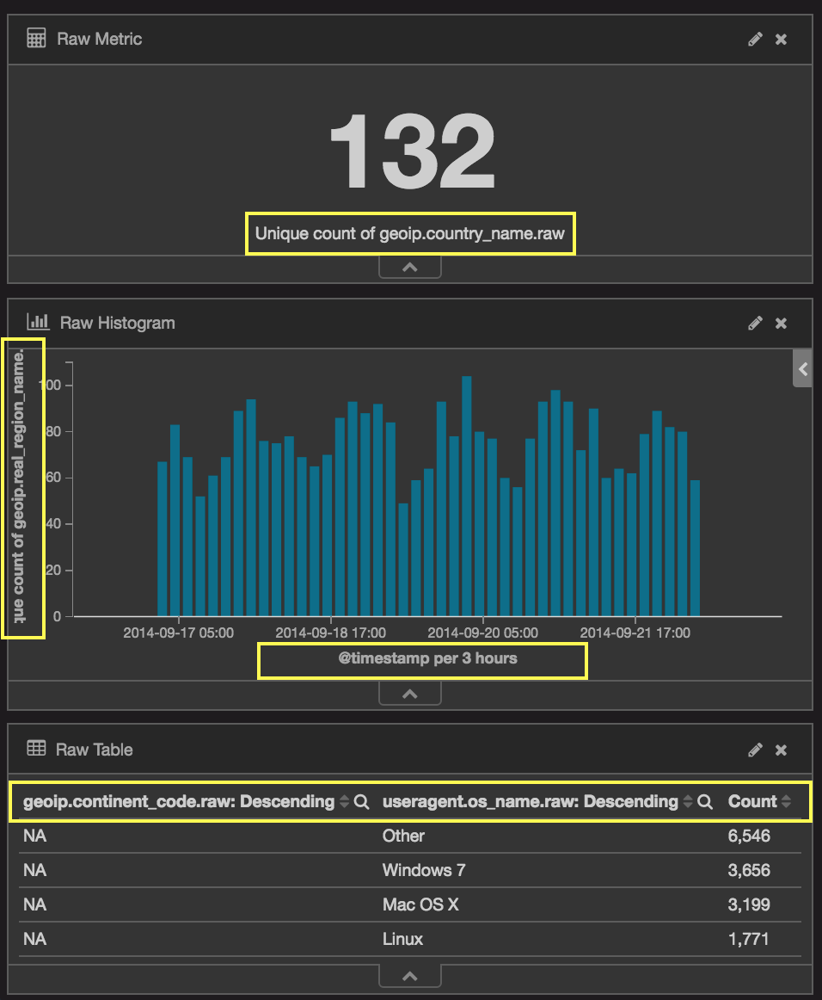 Raw Metric
132
Unique count of geoip.country_name.raw
Raw Histogram
count of geoip.real_region_name.
100
80
60
40
20
0
2014-09-17 05:00 2014-09-18 17:00 2014-09-20 05:00 2014-09-21 17:00
@timestamp per 3 hours
Raw Table
geoip.continent_code.raw: Descending useragent.os_name.raw: Descending Count
NA Other 6,546
NA Windows 7 3,656
NA Mac OS X 3,199
NA Linux 1,771